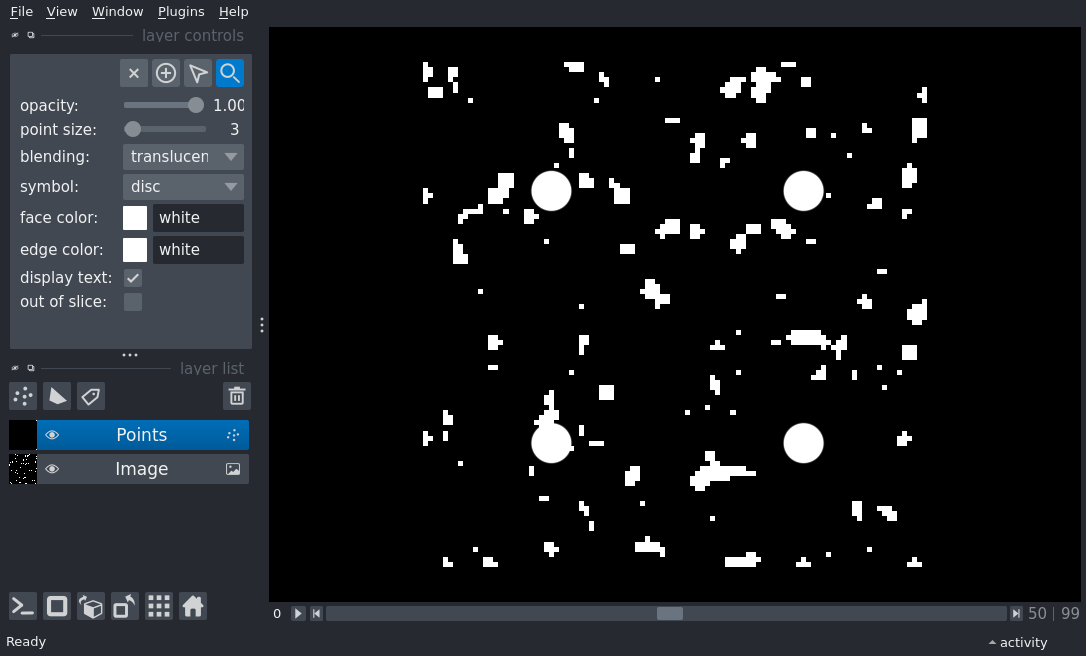 File View Window Plugins Help
layer controls
opacity: 1.00
point size: 3
blending: translucen
symbol: disc
face color: white
edge color: white
display text:
out of slice:
layer list
Points
Image
0 50 | 99
Ready activity